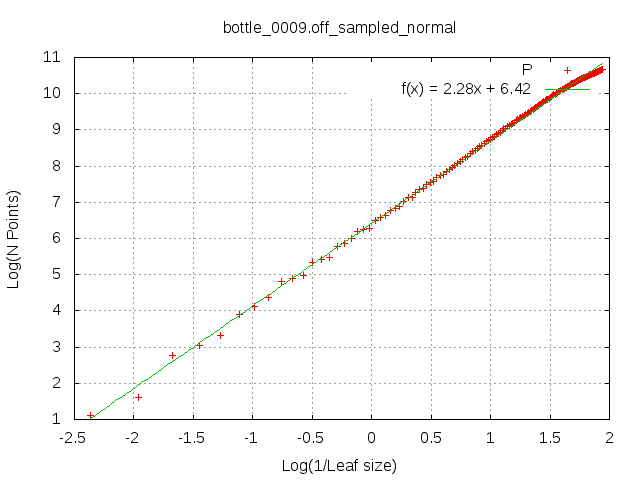 bottle_0009.off_sampled_normal
P
f(x) = 2.28x + 6.42
11
10
9
8
7
6
5
4
3
2
1
Log(N Points)
-2.5 -2 -1.5 -1 -0.5 0 0.5 1 1.5 2
Log(1/Leaf size)